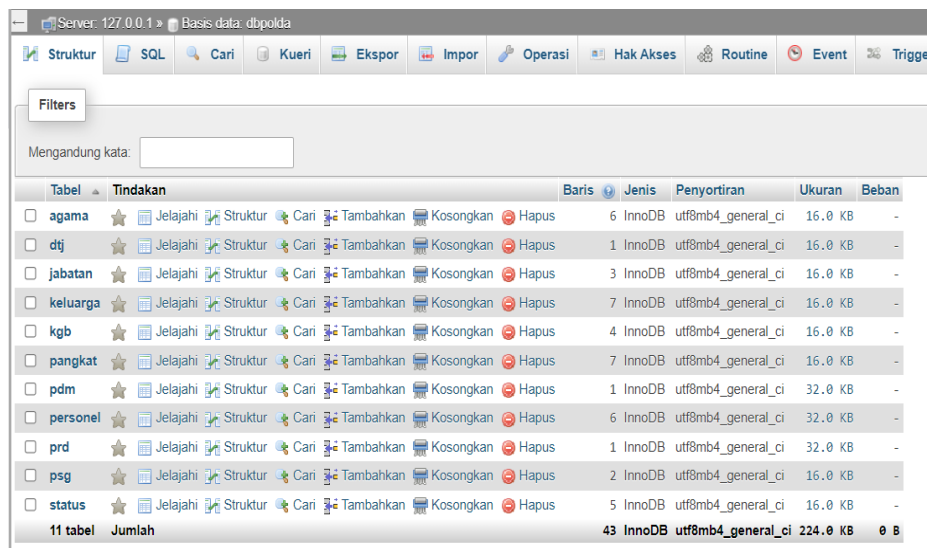 ← Server: 127.0.0.1 » Basis data: dbpolda
Struktur SQL Cari Kueri Ekspor Impor Operasi Hak Akses Routine Event Trigge
Filters
Mengandung kata:
Tabel Tindakan Baris Jenis Penyortiran Ukuran Beban
agama Jelajahi Struktur Cari Tambahkan Kosongkan Hapus 6 InnoDB utf8mb4_general_ci 16.0 KB -
dtj Jelajahi Struktur Cari Tambahkan Kosongkan Hapus 1 InnoDB utf8mb4_general_ci 16.0 KB -
jabatan Jelajahi Struktur Cari Tambahkan Kosongkan Hapus 3 InnoDB utf8mb4_general_ci 16.0 KB -
keluarga Jelajahi Struktur Cari Tambahkan Kosongkan Hapus 7 InnoDB utf8mb4_general_ci 16.0 KB -
kgb Jelajahi Struktur Cari Tambahkan Kosongkan Hapus 4 InnoDB utf8mb4_general_ci 16.0 KB -
pangkat Jelajahi Struktur Cari Tambahkan Kosongkan Hapus 7 InnoDB utf8mb4_general_ci 16.0 KB -
pdm Jelajahi Struktur Cari Tambahkan Kosongkan Hapus 1 InnoDB utf8mb4_general_ci 32.0 KB -
personel Jelajahi Struktur Cari Tambahkan Kosongkan Hapus 6 InnoDB utf8mb4_general_ci 32.0 KB -
prd Jelajahi Struktur Cari Tambahkan Kosongkan Hapus 1 InnoDB utf8mb4_general_ci 32.0 KB -
psg Jelajahi Struktur Cari Tambahkan Kosongkan Hapus 2 InnoDB utf8mb4_general_ci 16.0 KB -
status Jelajahi Struktur Cari Tambahkan Kosongkan Hapus 5 InnoDB utf8mb4_general_ci 16.0 KB -
11 tabel Jumlah 43 InnoDB utf8mb4_general_ci 224.0 KB 0 B